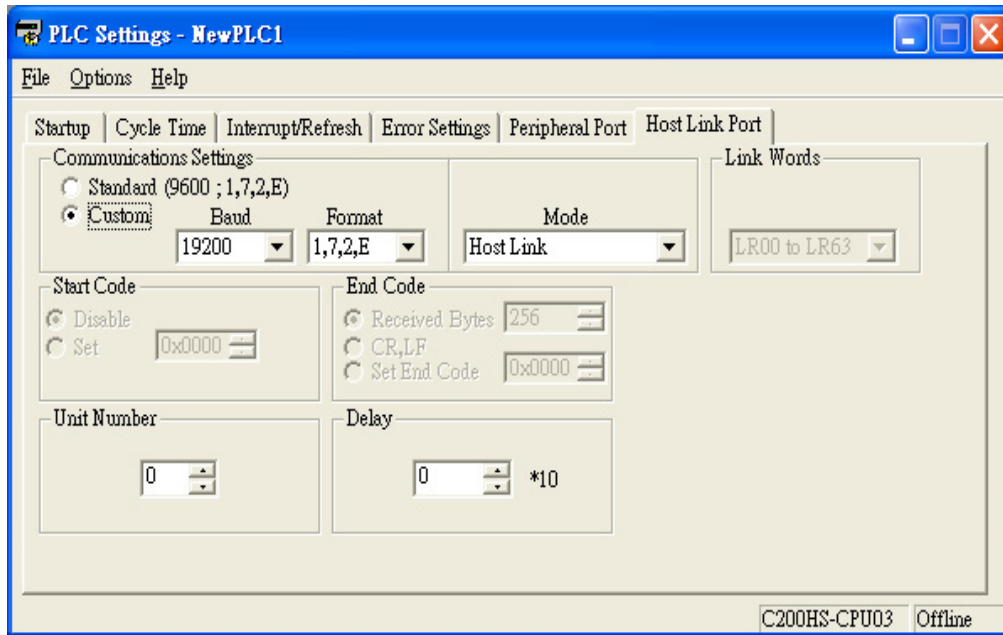 PLC Settings - NewPLC1
File Options Help
Startup Cycle Time Interrupt/Refresh Error Settings Peripheral Port Host Link Port
Communications Settings
Standard (9600 ; 1,7,2,E)
Custom
Baud Format
19200 1,7,2,E
Mode
Host Link
Link Words
LR00 to LR63
Start Code
Disable
Set 0x0000
End Code
Received Bytes 256
CR,LF
Set End Code 0x0000
Unit Number
0
Delay
0 *10
C200HS-CPU03 Offline